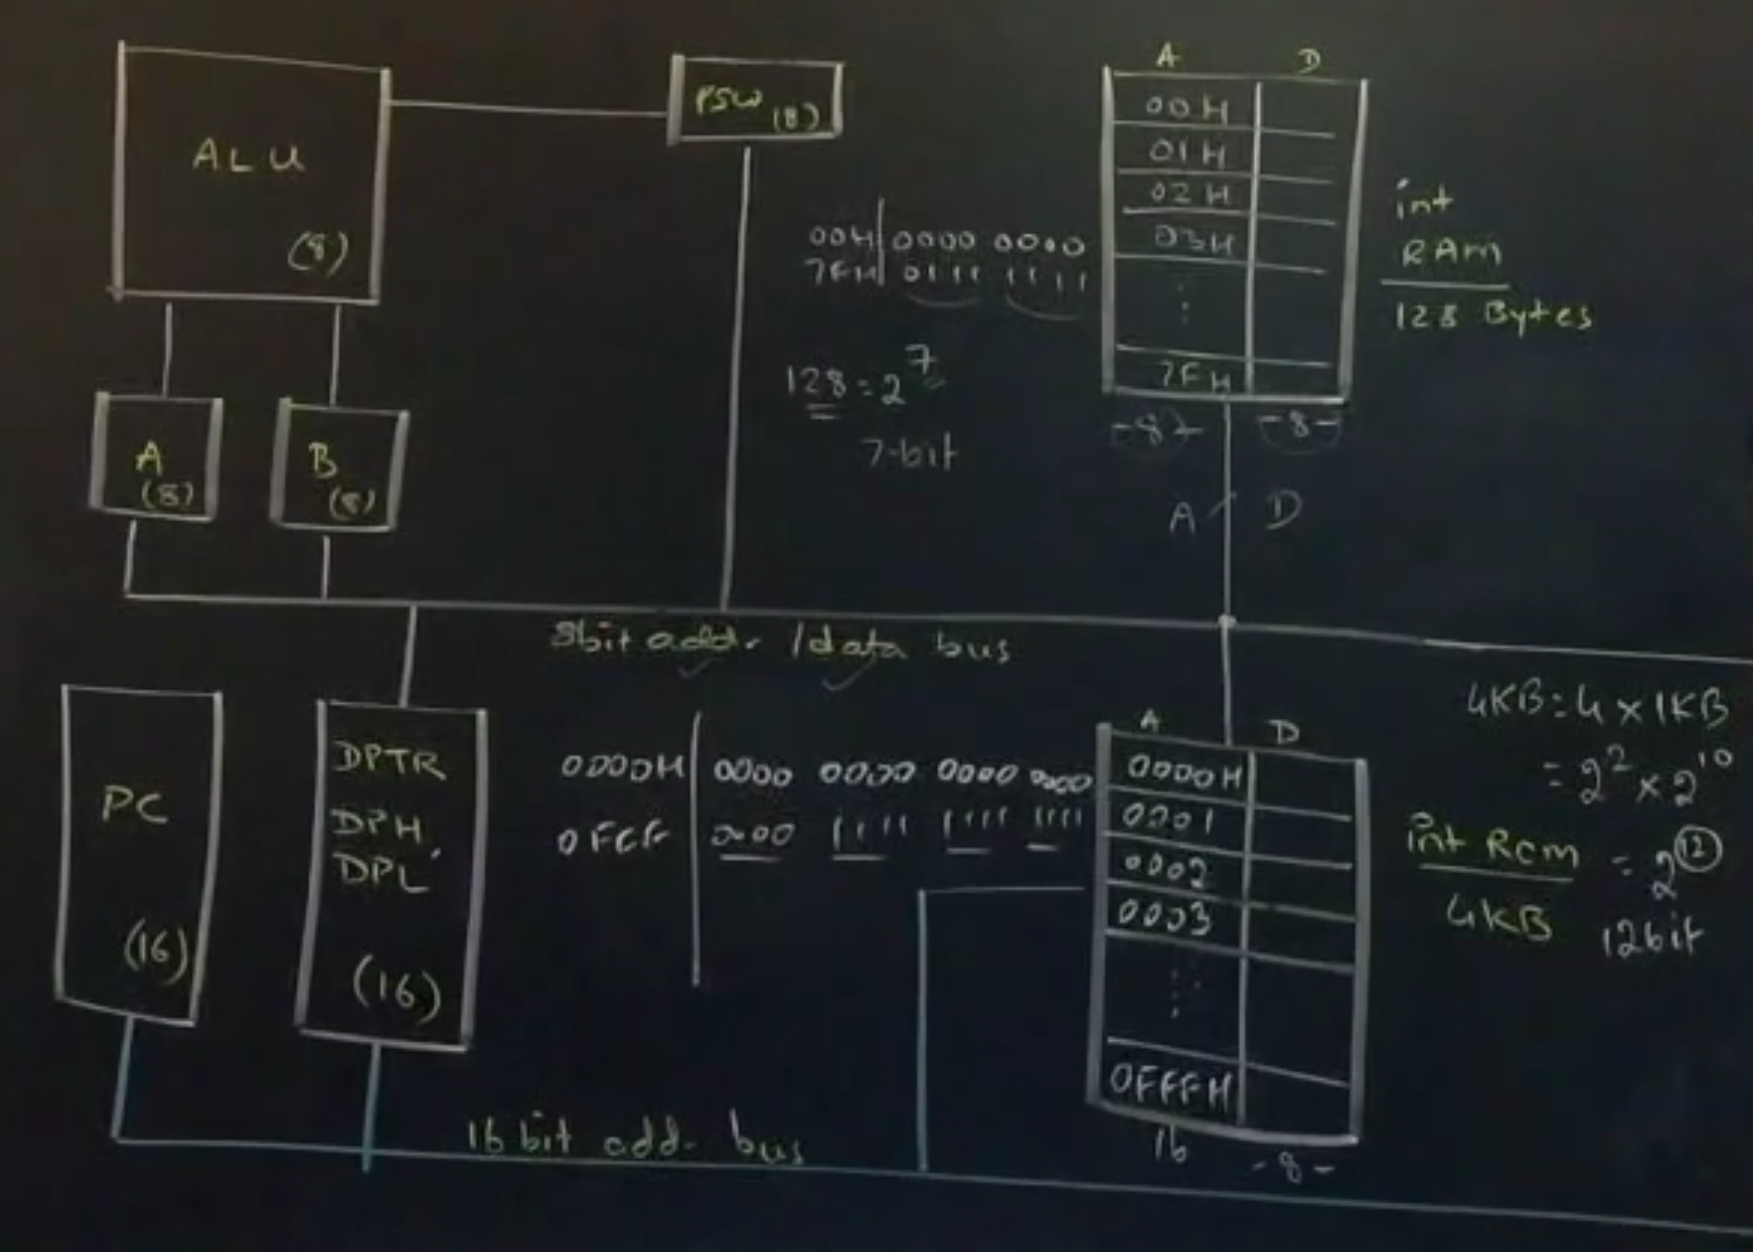 ALU
(8)
PSW (8)
A
(8)
B
(8)
00H 0000 0000
7FH 0111 1111
128 = 2^7
7-bit
A D
00H
01H
02H
03H
7FH
-8- -8-
A D
int
RAM
128 Bytes
8bit add. /data bus
PC
(16)
DPTR
DPH
DPL
(16)
0000H 0000 0000 0000 0000
0FFF 0000 1111 1111 1111
A D
0000H
0001
0002
0003
0FFFH
16 -8-
4KB = 4 x 1KB
= 2^2 x 2^10
= 2^12
12bit
int Rom
4KB
16 bit add. bus